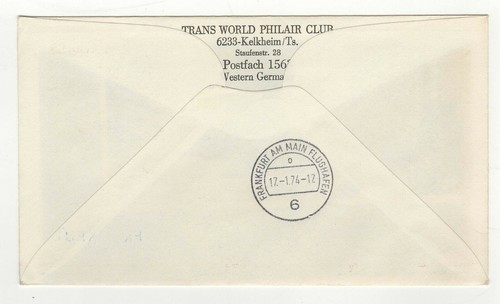 TRANS WORLD PHILAIR CLUB
6233-Kelkheim/Ts.
Staufenstr. 28
Postfach 156
Western Germa
FRANKFURT AM MAIN FLUGHAFEN
D
17.-1.74-12
6